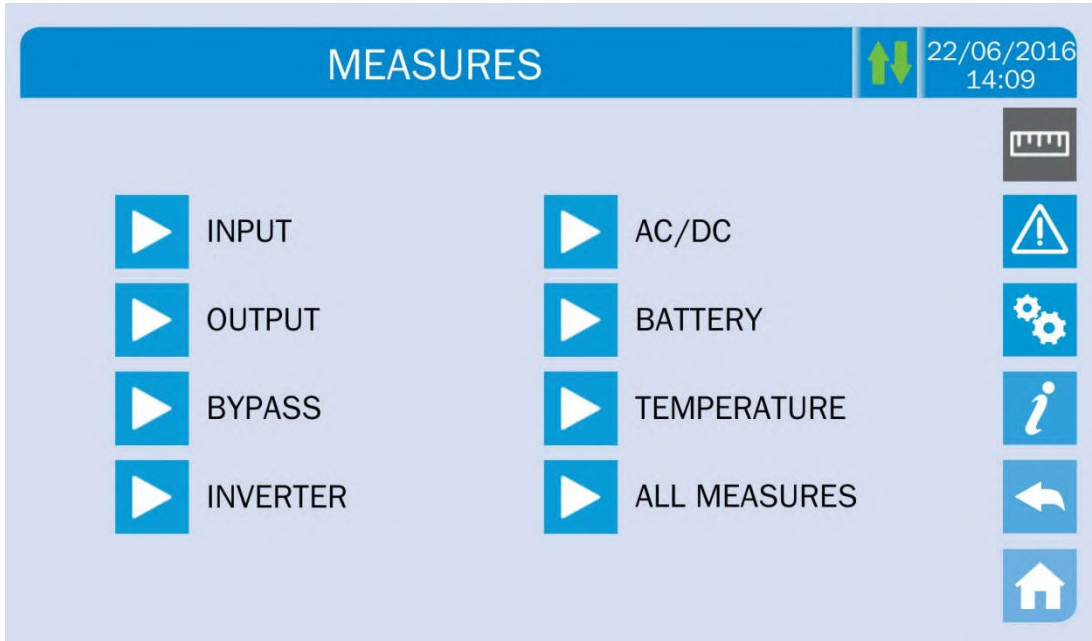 MEASURES
22/06/2016
14:09
INPUT
OUTPUT
BYPASS
INVERTER
AC/DC
BATTERY
TEMPERATURE
ALL MEASURES